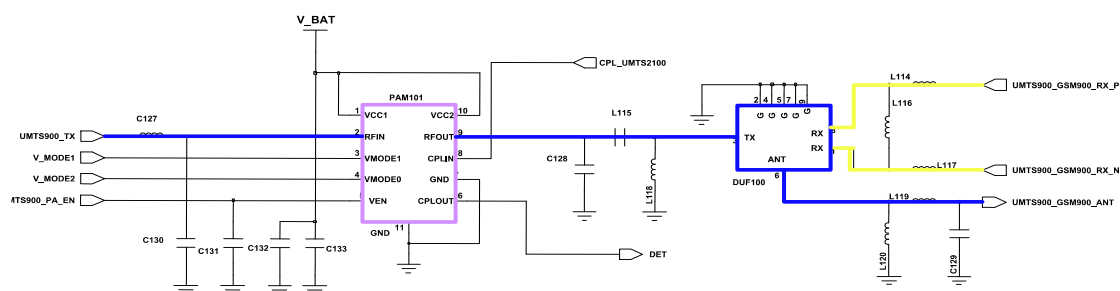 V_BAT
CPL_UMTS2100
PAM101
C127
1 VCC1 VCC2 10
UMTS900_TX 2 RFIN RFOUT 9
V_MODE1 3 VMODE1 CPLIN 8
V_MODE2 4 VMODE0 GND
MTS900_PA_EN VEN CPLOUT 6
GND 11
C130
C131
C132
C133
DET
L115
C128
L118
2 4 5 7 9
G G G G G
TX RX
RX
ANT
6
DUF100
L114
UMTS900_GSM900_RX_P
L116
L117
UMTS900_GSM900_RX_N
L119
UMTS900_GSM900_ANT
L120
C129